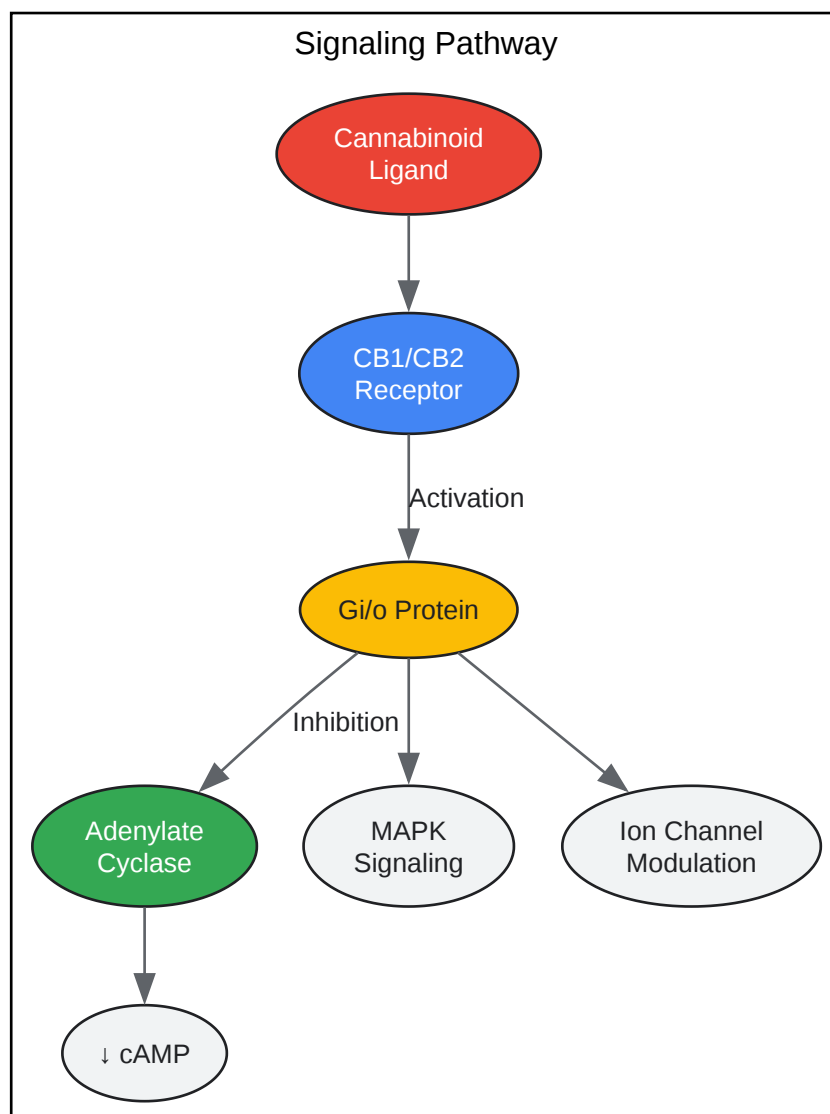 Signaling Pathway
Cannabinoid
Ligand
CB1/CB2
Receptor
Activation
Gi/o Protein
Inhibition
Adenylate
Cyclase
MAPK
Signaling
Ion Channel
Modulation
↓ cAMP